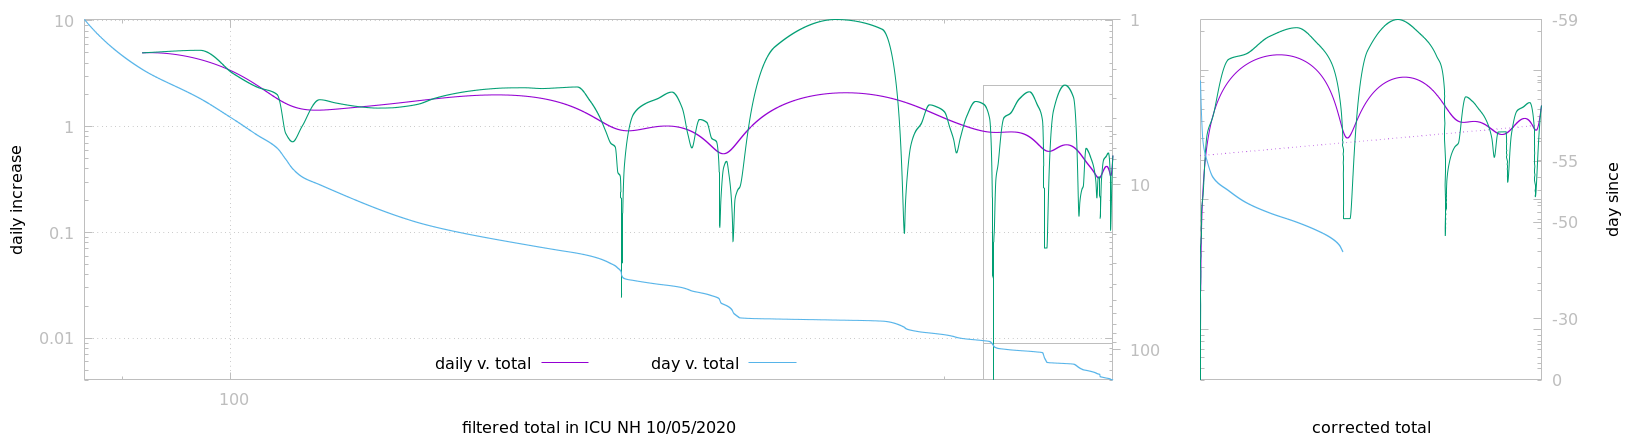 10
1
0.1
0.01
daily increase
100
filtered total in ICU NH 10/05/2020
daily v. total
day v. total
1
10
100
-59
-55
-50
-30
0
day since
corrected total